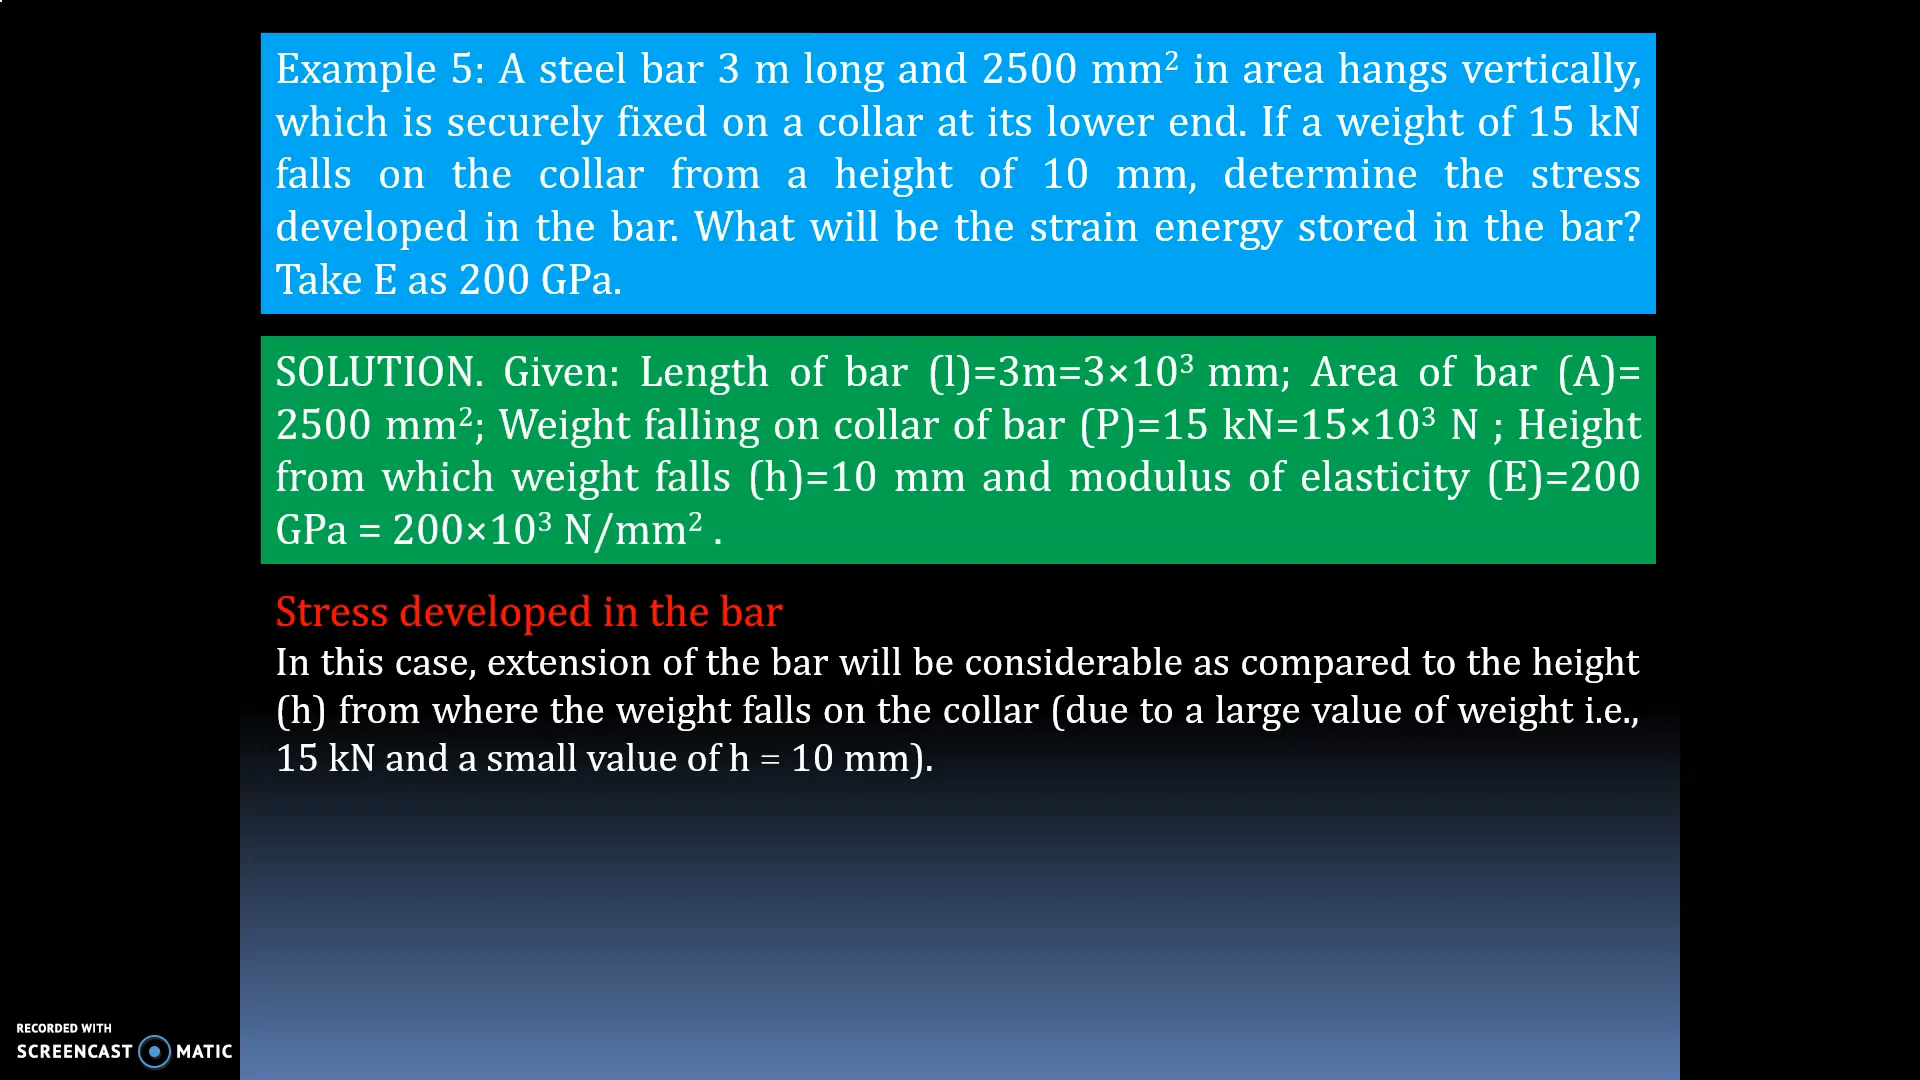 Example 5: A steel bar 3 m long and 2500 mm² in area hangs vertically,
which is securely fixed on a collar at its lower end. If a weight of 15 kN
falls on the collar from a height of 10 mm, determine the stress
developed in the bar. What will be the strain energy stored in the bar?
Take E as 200 GPa.
SOLUTION. Given: Length of bar (l)=3m=3×10³ mm; Area of bar (A)=
2500 mm²; Weight falling on collar of bar (P)=15 kN=15×10³ N ; Height
from which weight falls (h)=10 mm and modulus of elasticity (E)=200
GPa = 200×10³ N/mm² .
Stress developed in the bar
In this case, extension of the bar will be considerable as compared to the height
(h) from where the weight falls on the collar (due to a large value of weight i.e.,
15 kN and a small value of h = 10 mm).
RECORDED WITH
SCREENCAST MATIC